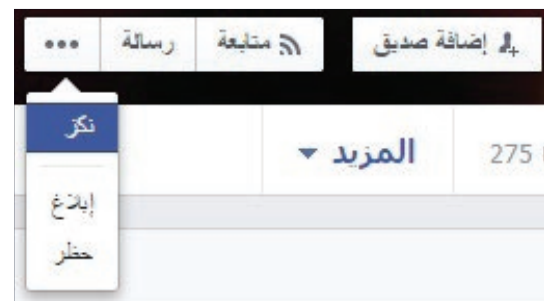 إضافة صديق متابعة رسالة •••
نكز
275 المزيد
إبلاغ
حظر